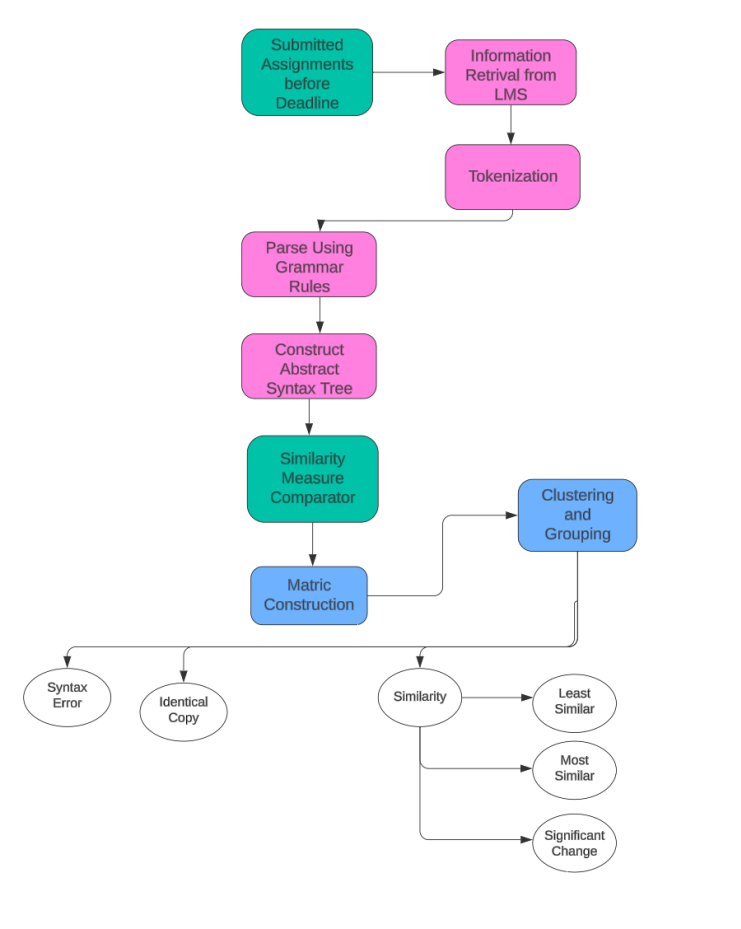 Submitted
Assignments
before
Deadline
Information
Retrival from
LMS
Tokenization
Parse Using
Grammar
Rules
Construct
Abstract
Syntax Tree
Similarity
Measure
Comparator
Clustering
and
Grouping
Matric
Construction
Syntax
Error
Identical
Copy
Similarity
Least
Similar
Most
Similar
Significant
Change